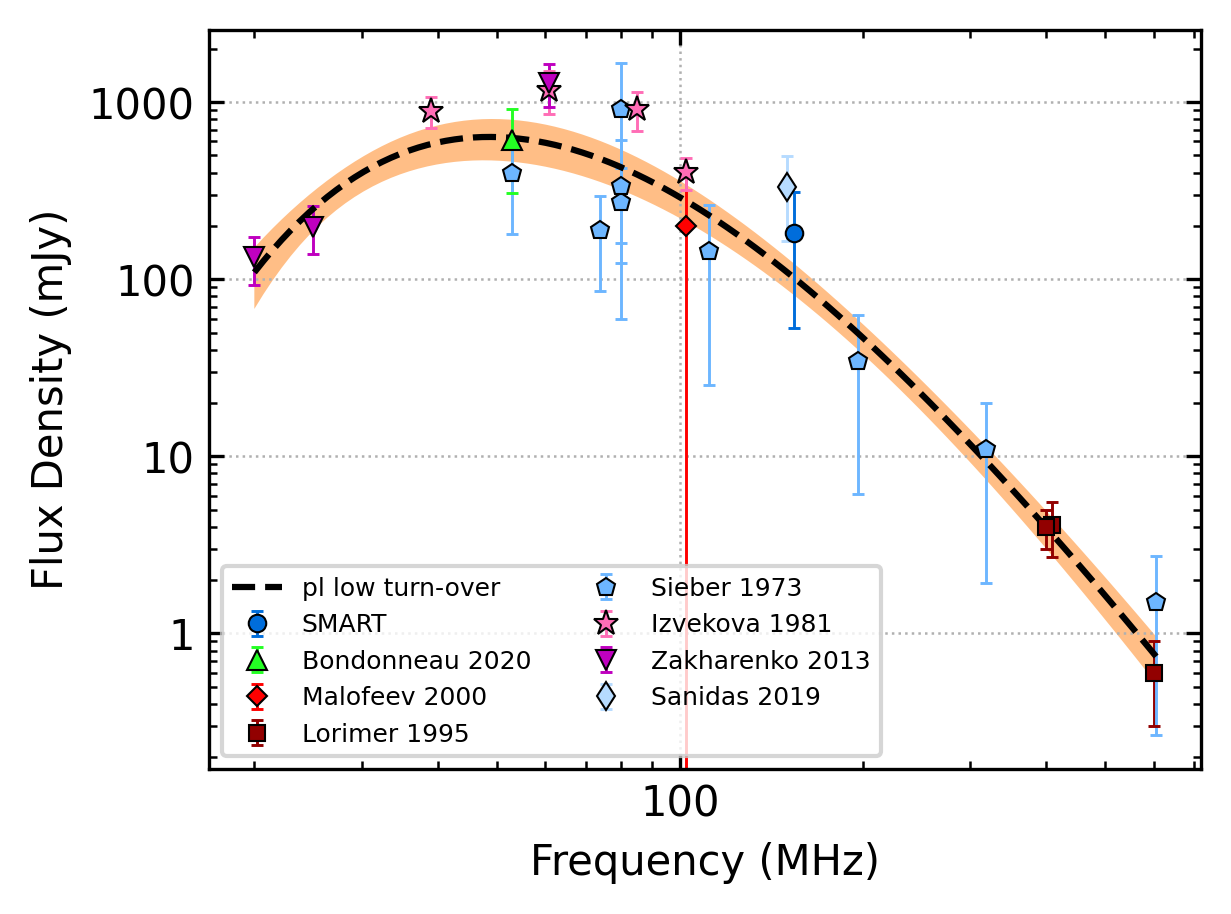 Flux Density (mJy)
1000
100
10
1
pl low turn-over
SMART
Bondonneau 2020
Malofeev 2000
Lorimer 1995
Sieber 1973
Izvekova 1981
Zakharenko 2013
Sanidas 2019
100
Frequency (MHz)